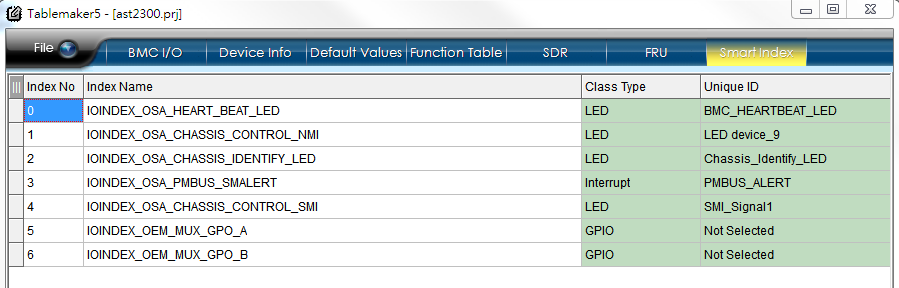 Tablemaker5 - [ast2300.prj]
File BMC I/O Device Info Default Values Function Table SDR FRU Smart Index
Index No Index Name Class Type Unique ID
0 IOINDEX_OSA_HEART_BEAT_LED LED BMC_HEARTBEAT_LED
1 IOINDEX_OSA_CHASSIS_CONTROL_NMI LED LED device_9
2 IOINDEX_OSA_CHASSIS_IDENTIFY_LED LED Chassis_Identify_LED
3 IOINDEX_OSA_PMBUS_SMALERT Interrupt PMBUS_ALERT
4 IOINDEX_OSA_CHASSIS_CONTROL_SMI LED SMI_Signal1
5 IOINDEX_OEM_MUX_GPO_A GPIO Not Selected
6 IOINDEX_OEM_MUX_GPO_B GPIO Not Selected